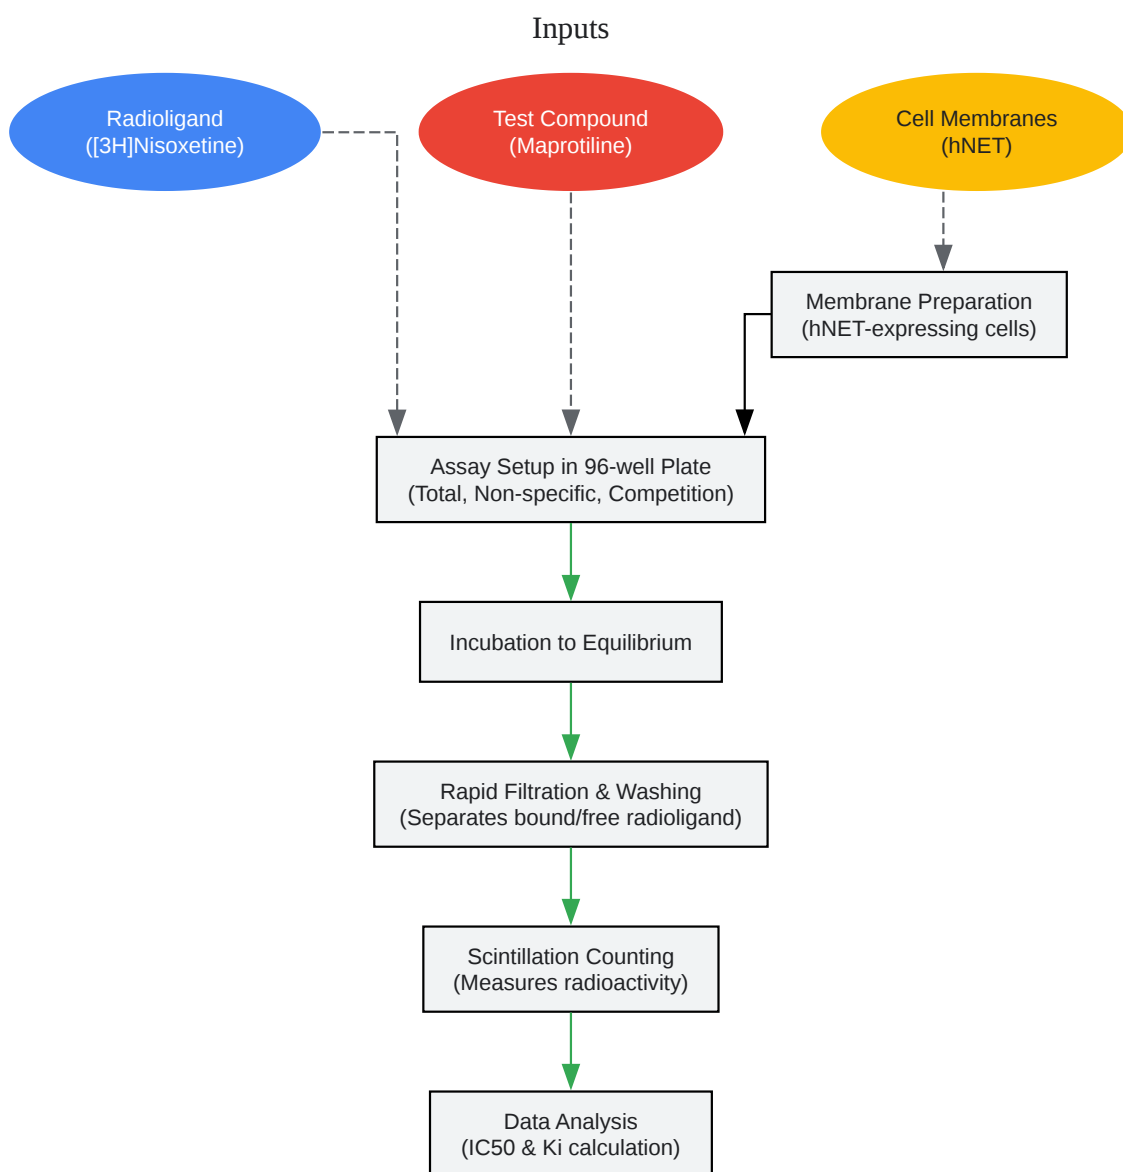 Inputs
Radioligand
([3H]Nisoxetine)
Test Compound
(Maprotiline)
Cell Membranes
(hNET)
Membrane Preparation
(hNET-expressing cells)
Assay Setup in 96-well Plate
(Total, Non-specific, Competition)
Incubation to Equilibrium
Rapid Filtration & Washing
(Separates bound/free radioligand)
Scintillation Counting
(Measures radioactivity)
Data Analysis
(IC50 & Ki calculation)